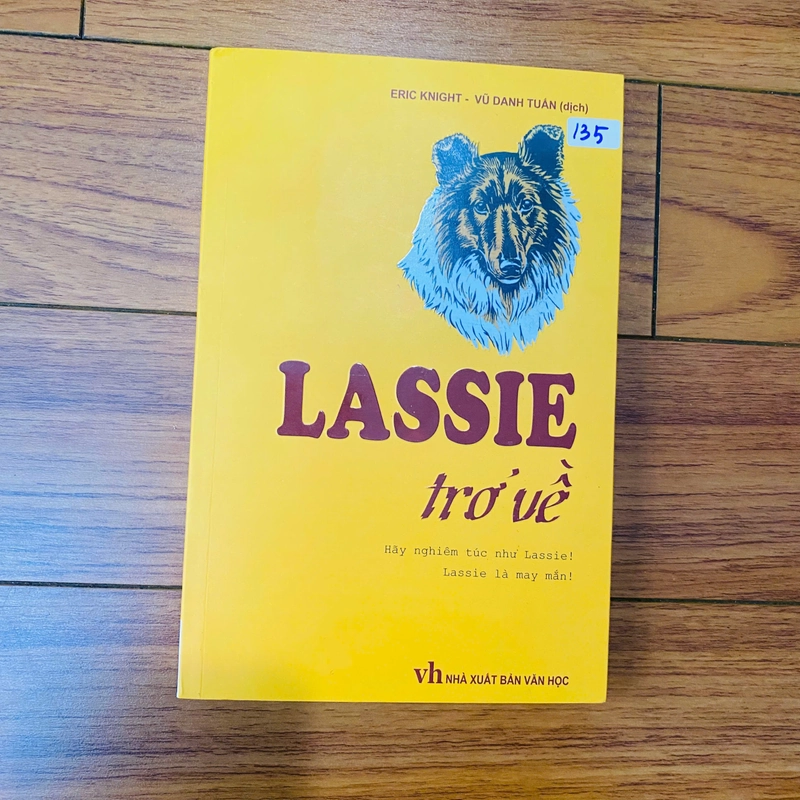 ERIC KNIGHT - VŨ DANH TUẤN (dịch)
135
LASSIE
trở về
Hãy nghiêm túc như Lassie!
Lassie là may mắn!
vh NHÀ XUẤT BẢN VĂN HỌC